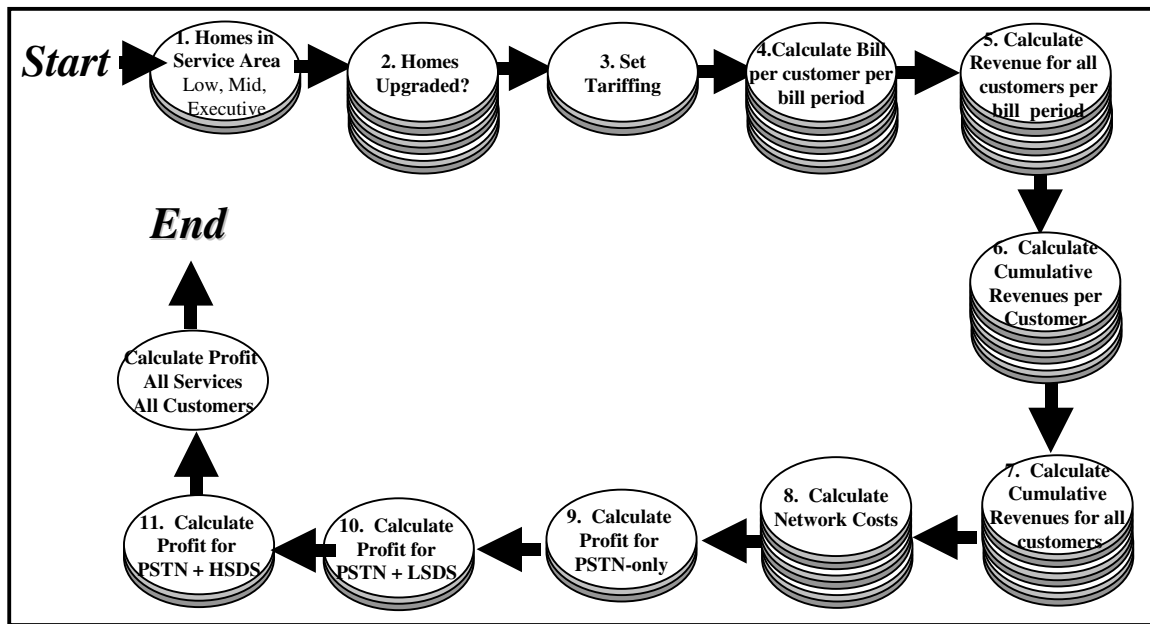 Start
1. Homes in
Service Area
Low, Mid,
Executive
2. Homes
Upgraded?
3. Set
Tariffing
4.Calculate Bill
per customer per
bill period
5. Calculate
Revenue for all
customers per
bill period
6. Calculate
Cumulative
Revenues per
Customer
7. Calculate
Cumulative
Revenues for all
customers
8. Calculate
Network Costs
9. Calculate
Profit for
PSTN-only
10. Calculate
Profit for
PSTN + LSDS
11. Calculate
Profit for
PSTN + HSDS
Calculate Profit
All Services
All Customers
End